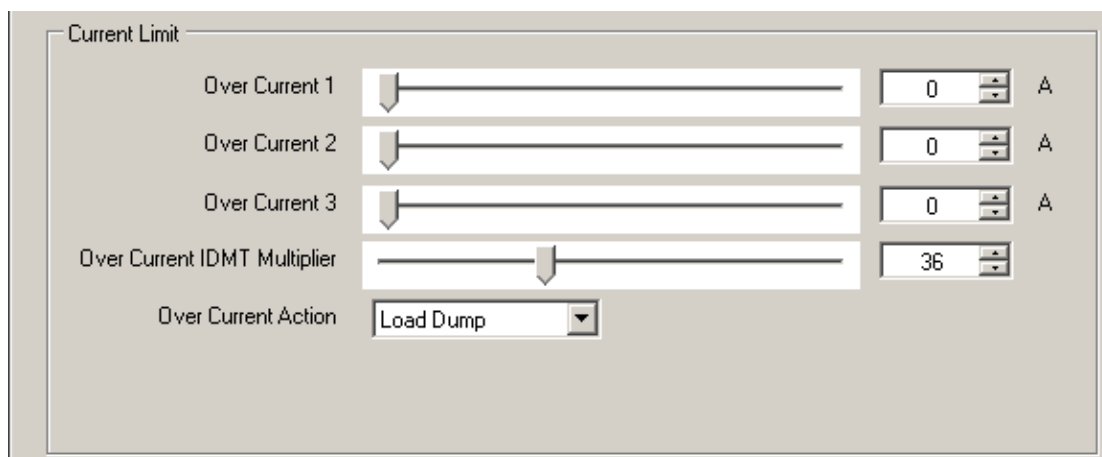 Current Limit
Over Current 1 0 A
Over Current 2 0 A
Over Current 3 0 A
Over Current IDMT Multiplier 36
Over Current Action Load Dump